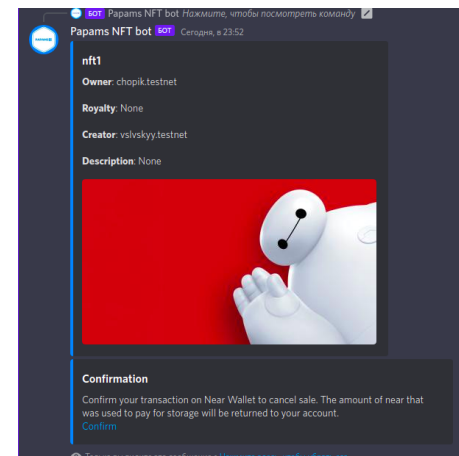 БОТ Papams NFT bot Нажмите, чтобы посмотреть команду
Papams NFT bot БОТ Сегодня, в 23:52
nft1
Owner: chopik.testnet
Royalty: None
Creator: vslvskyy.testnet
Description: None
Confirmation
Confirm your transaction on Near Wallet to cancel sale. The amount of near that
was used to pay for storage will be returned to your account.
Confirm